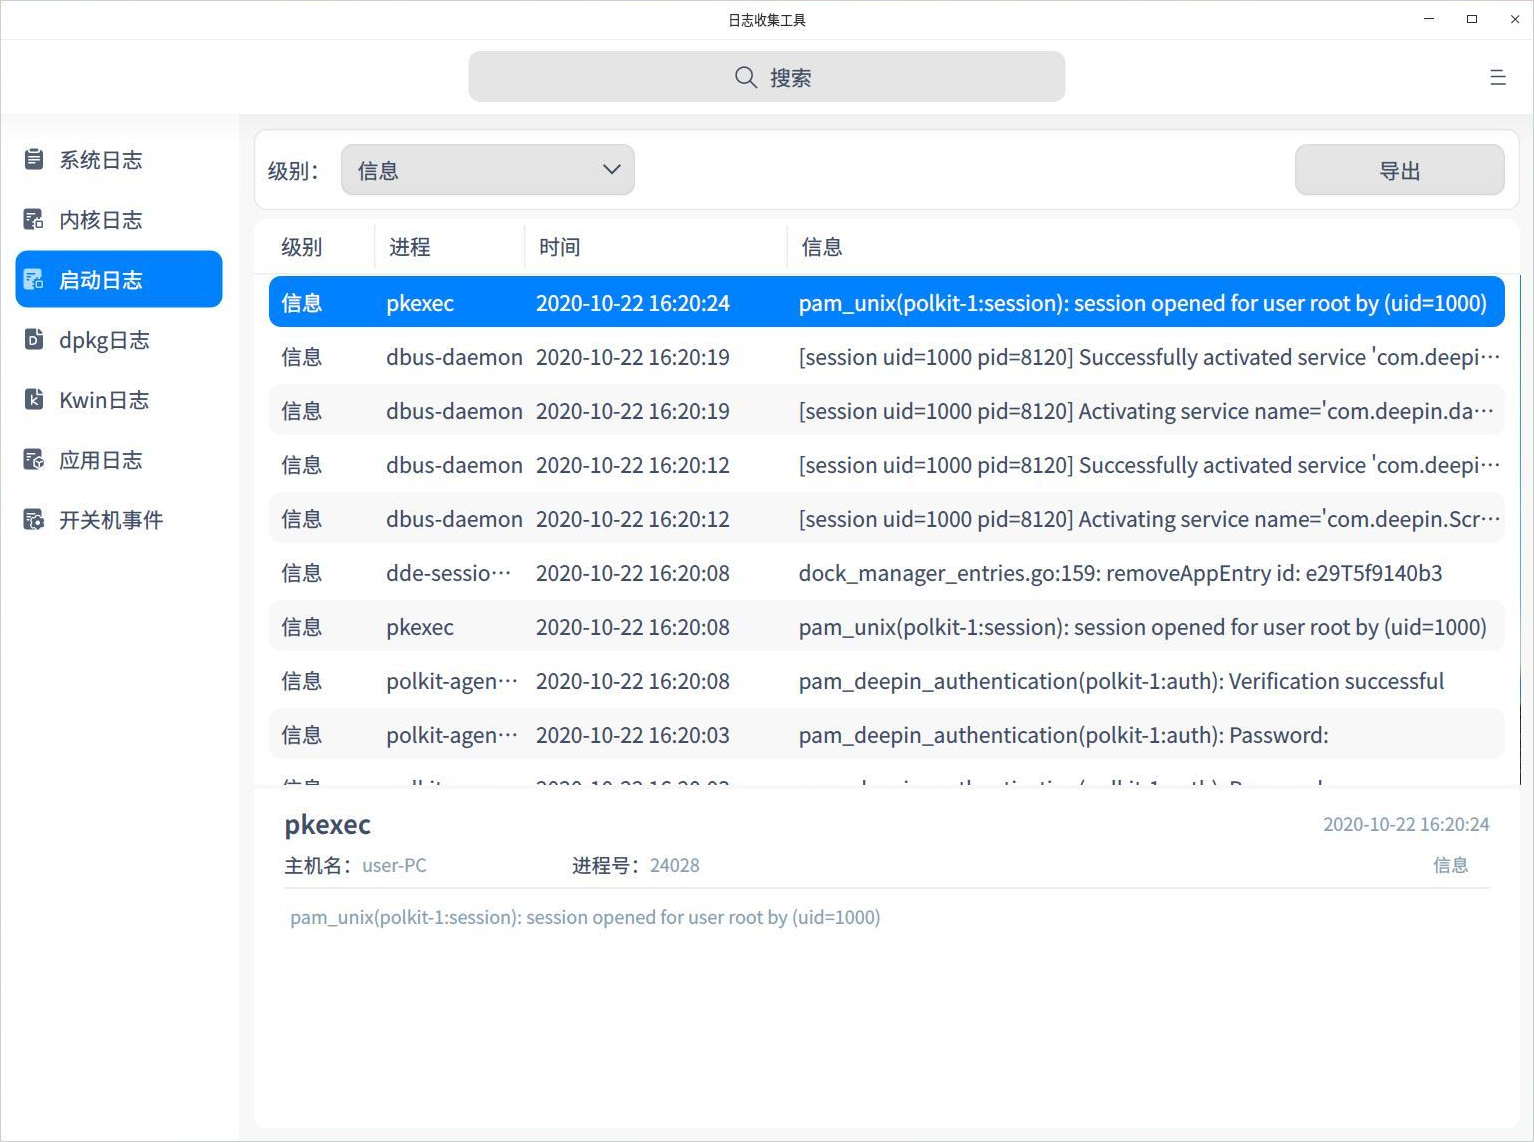 日志收集工具
搜索
系统日志
内核日志
启动日志
dpkg日志
Kwin日志
应用日志
开关机事件
级别： 信息 导出
级别 进程 时间 信息
信息 pkexec 2020-10-22 16:20:24 pam_unix(polkit-1:session): session opened for user root by (uid=1000)
信息 dbus-daemon 2020-10-22 16:20:19 [session uid=1000 pid=8120] Successfully activated service 'com.deepi…
信息 dbus-daemon 2020-10-22 16:20:19 [session uid=1000 pid=8120] Activating service name='com.deepin.da…
信息 dbus-daemon 2020-10-22 16:20:12 [session uid=1000 pid=8120] Successfully activated service 'com.deepi…
信息 dbus-daemon 2020-10-22 16:20:12 [session uid=1000 pid=8120] Activating service name='com.deepin.Scr…
信息 dde-sessio… 2020-10-22 16:20:08 dock_manager_entries.go:159: removeAppEntry id: e29T5f9140b3
信息 pkexec 2020-10-22 16:20:08 pam_unix(polkit-1:session): session opened for user root by (uid=1000)
信息 polkit-agen… 2020-10-22 16:20:08 pam_deepin_authentication(polkit-1:auth): Verification successful
信息 polkit-agen… 2020-10-22 16:20:03 pam_deepin_authentication(polkit-1:auth): Password:
pkexec 2020-10-22 16:20:24
主机名： user-PC 进程号： 24028 信息
pam_unix(polkit-1:session): session opened for user root by (uid=1000)